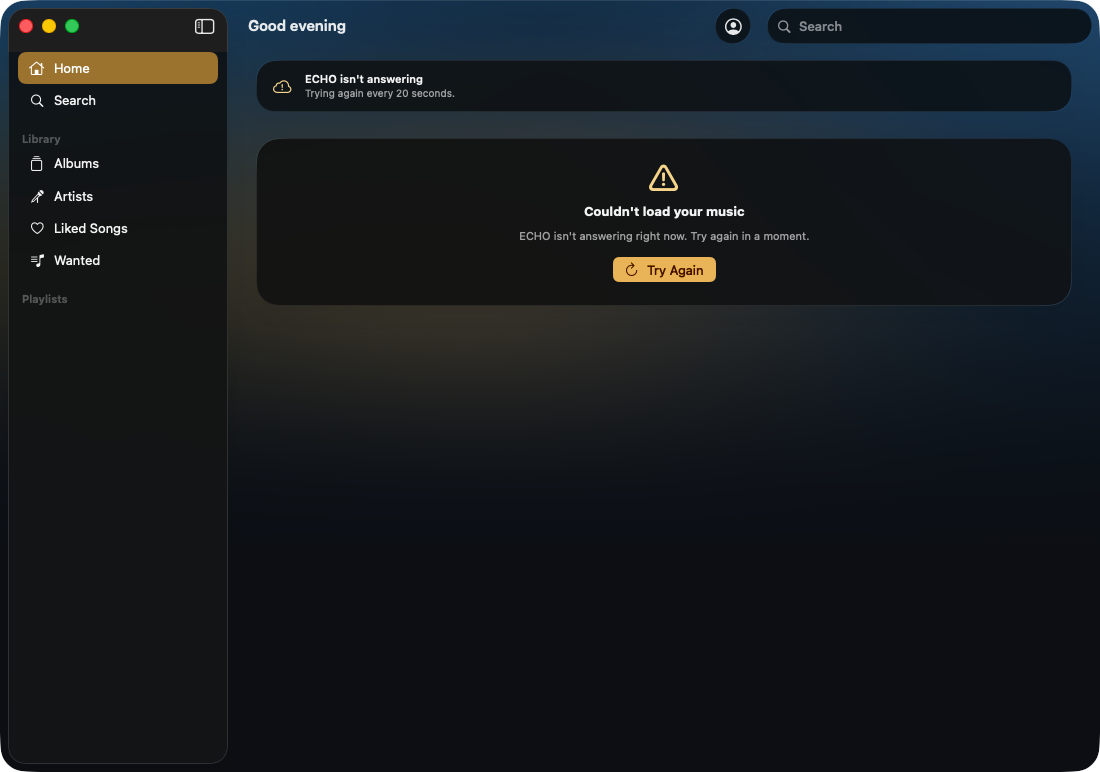 Good evening
Search
Home
Search
Library
Albums
Artists
Liked Songs
Wanted
Playlists
ECHO isn't answering
Trying again every 20 seconds.
Couldn't load your music
ECHO isn't answering right now. Try again in a moment.
Try Again